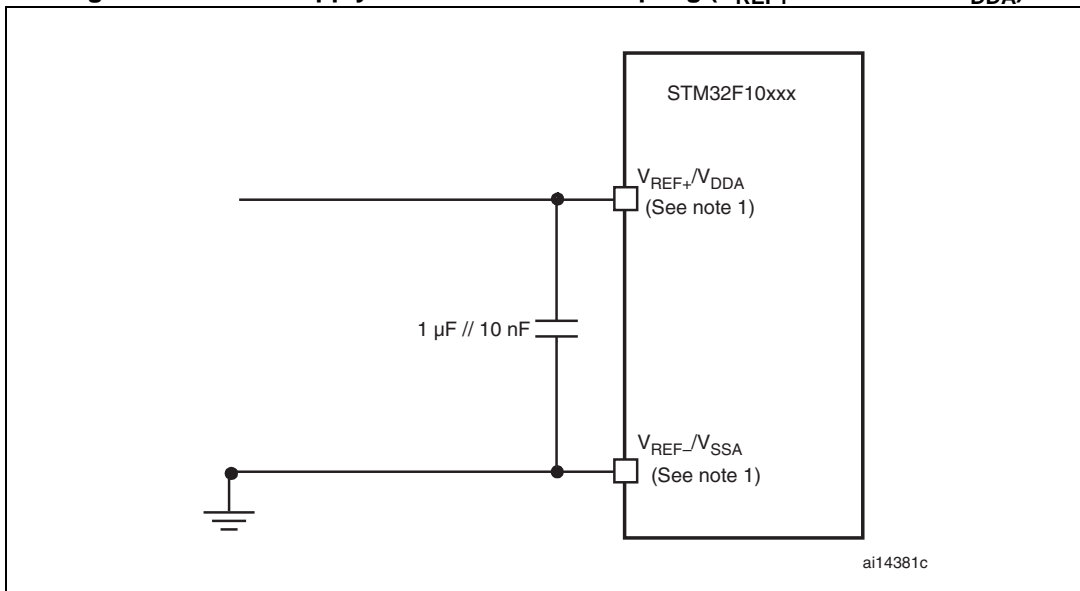 STM32F10xxx
VREF+/VDDA
(See note 1)
1 µF // 10 nF
VREF–/VSSA
(See note 1)
ai14381c